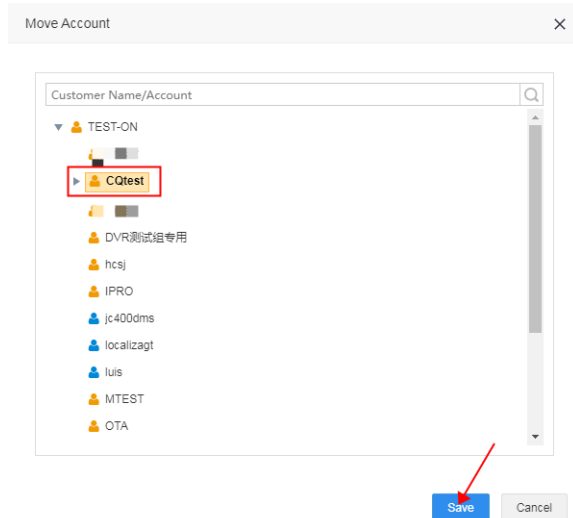 Move Account
Customer Name/Account
TEST-ON
CQtest
DVR测试组专用
hcsj
IPRO
jc400dms
localizagt
luis
MTEST
OTA
Save Cancel